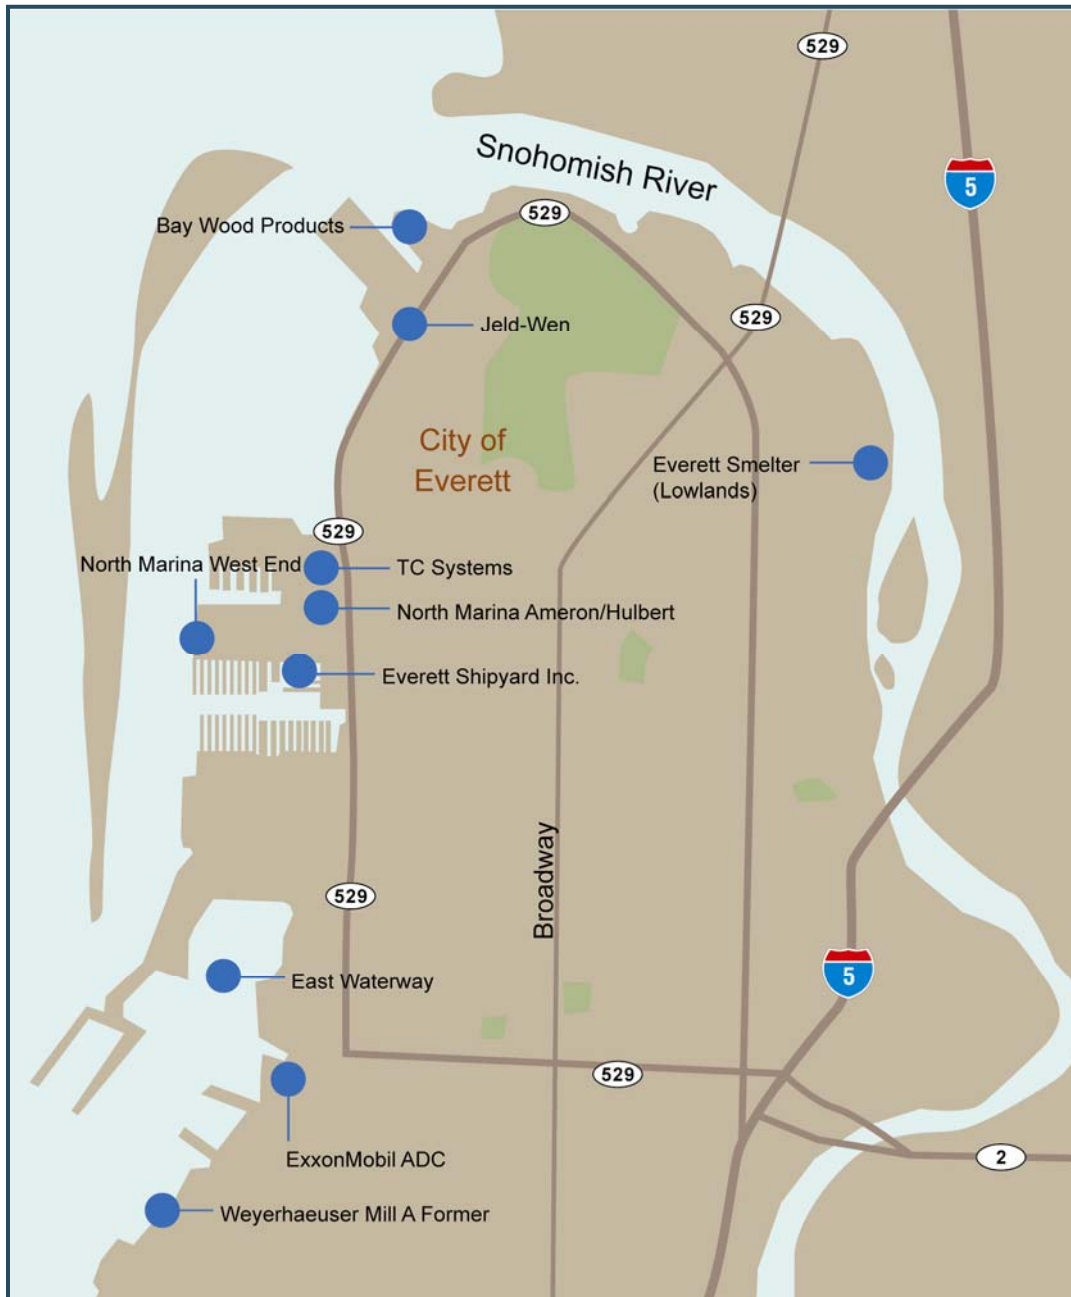 529
Snohomish River
5
529
Bay Wood Products
529
Jeld-Wen
City of
Everett
Everett Smelter
(Lowlands)
529
North Marina West End
TC Systems
North Marina Ameron/Hulbert
Everett Shipyard Inc.
Broadway
529
5
East Waterway
529
ExxonMobil ADC
2
Weyerhaeuser Mill A Former